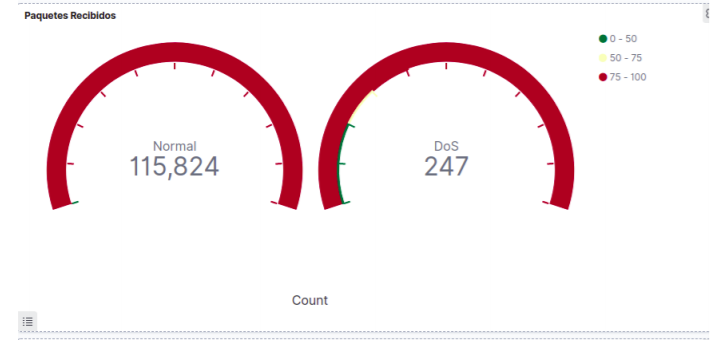 Paquetes Recibidos
0 - 50
50 - 75
75 - 100
Normal
115,824
DoS
247
Count